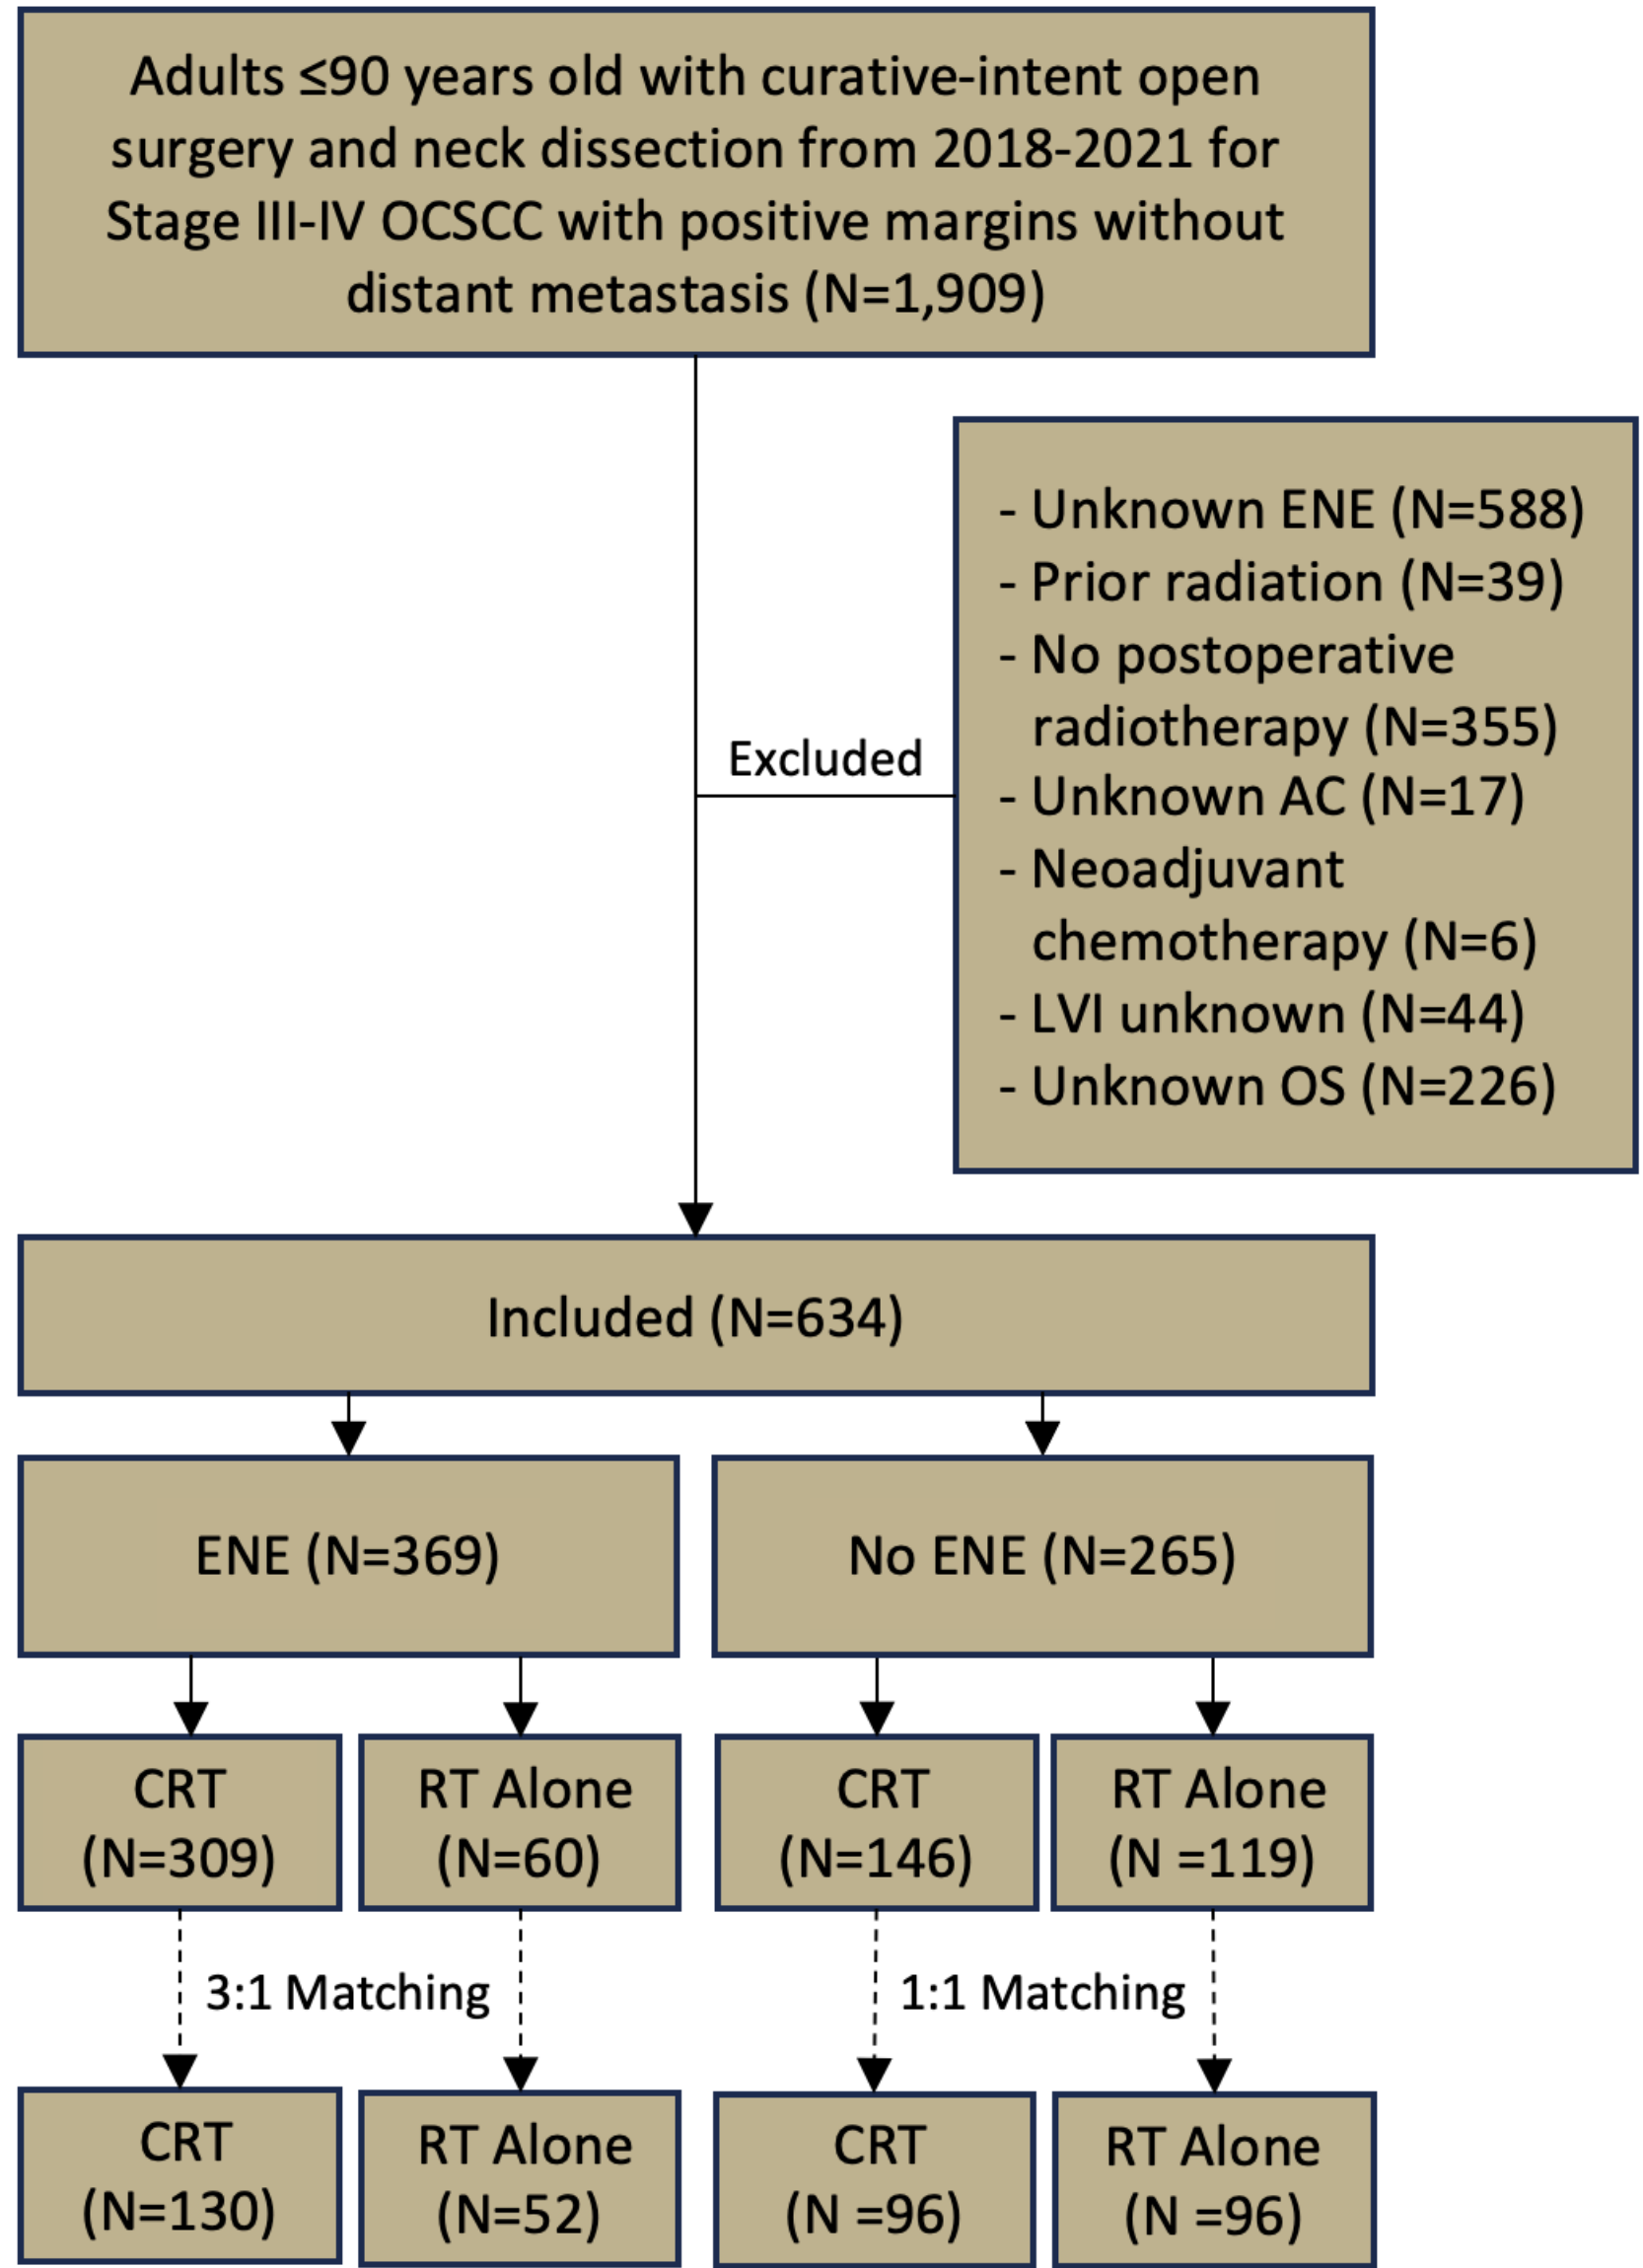 Adults ≤90 years old with curative-intent open
surgery and neck dissection from 2018-2021 for
Stage III-IV OCSCC with positive margins without
distant metastasis (N=1,909)
Excluded
- Unknown ENE (N=588)
- Prior radiation (N=39)
- No postoperative
radiotherapy (N=355)
- Unknown AC (N=17)
- Neoadjuvant
chemotherapy (N=6)
- LVI unknown (N=44)
- Unknown OS (N=226)
Included (N=634)
ENE (N=369)
No ENE (N=265)
CRT
(N=309)
RT Alone
(N=60)
CRT
(N=146)
RT Alone
(N =119)
3:1 Matching
1:1 Matching
CRT
(N=130)
RT Alone
(N=52)
CRT
(N =96)
RT Alone
(N =96)